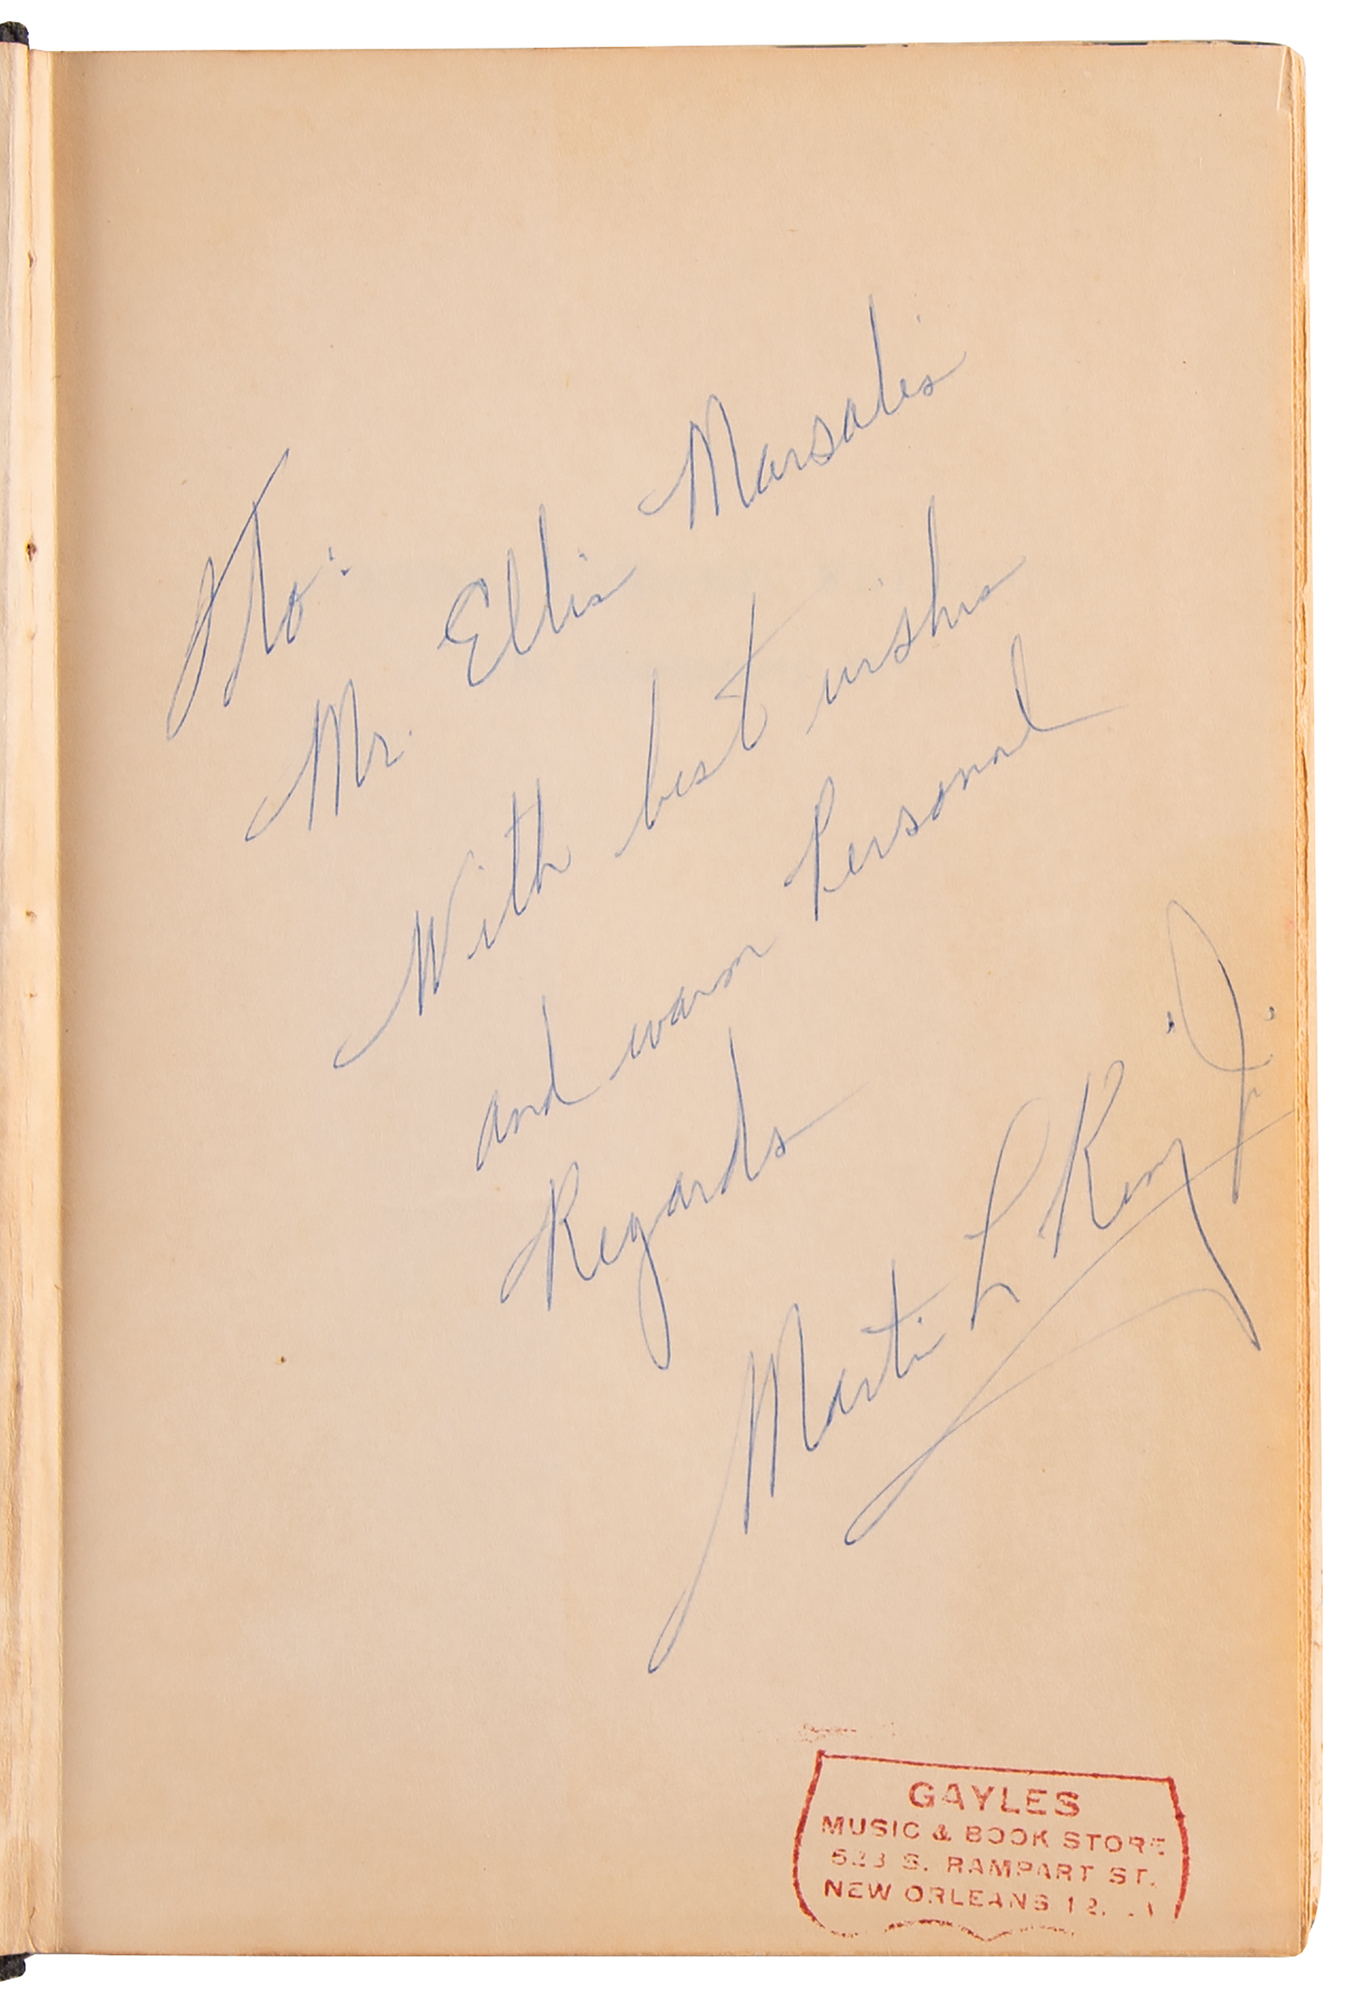 To:
Mr. Ellis Marsalis
With best wishes
and warm Personal
Regards
Martin L King Jr.
GAYLES
MUSIC & BOOK STORE
S. RAMPART ST.
NEW ORLEANS 12,